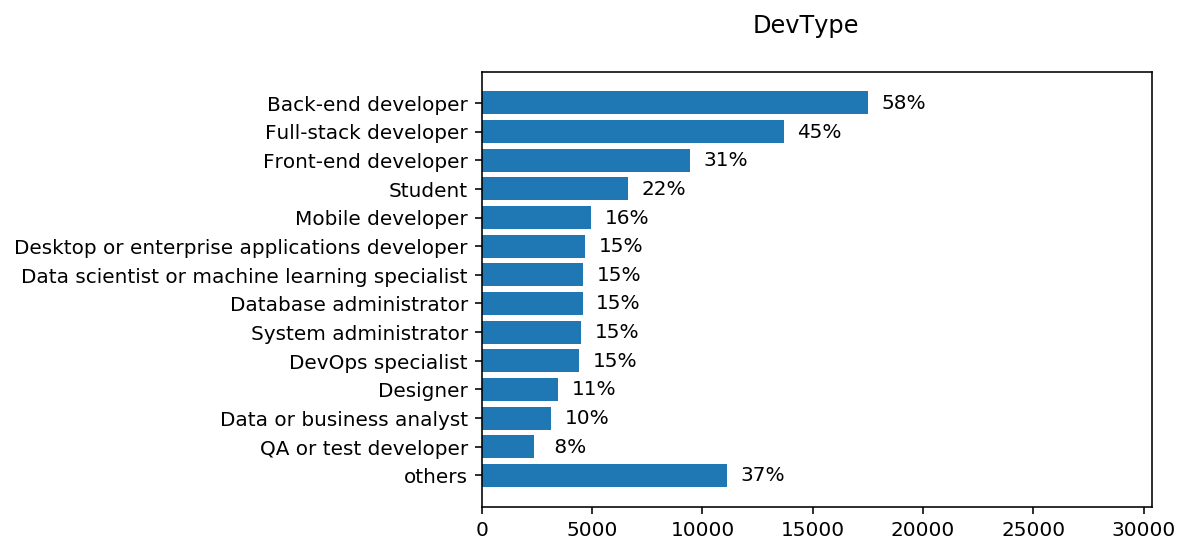 DevType
Back-end developer 58%
Full-stack developer 45%
Front-end developer 31%
Student 22%
Mobile developer 16%
Desktop or enterprise applications developer 15%
Data scientist or machine learning specialist 15%
Database administrator 15%
System administrator 15%
DevOps specialist 15%
Designer 11%
Data or business analyst 10%
QA or test developer 8%
others 37%
0 5000 10000 15000 20000 25000 30000